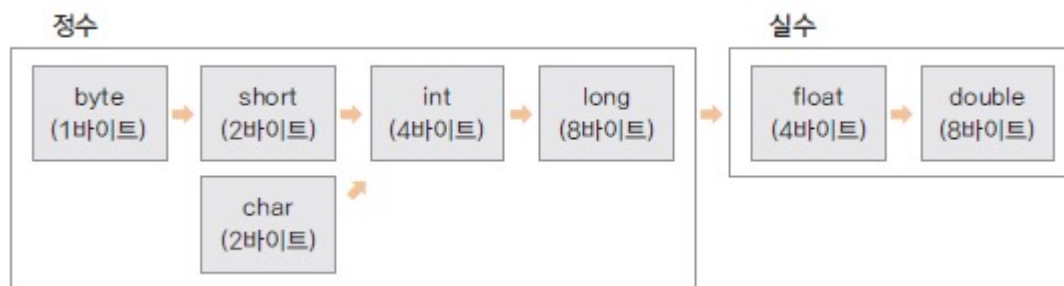 정수
실수
byte
(1바이트)
short
(2바이트)
int
(4바이트)
long
(8바이트)
float
(4바이트)
double
(8바이트)
char
(2바이트)